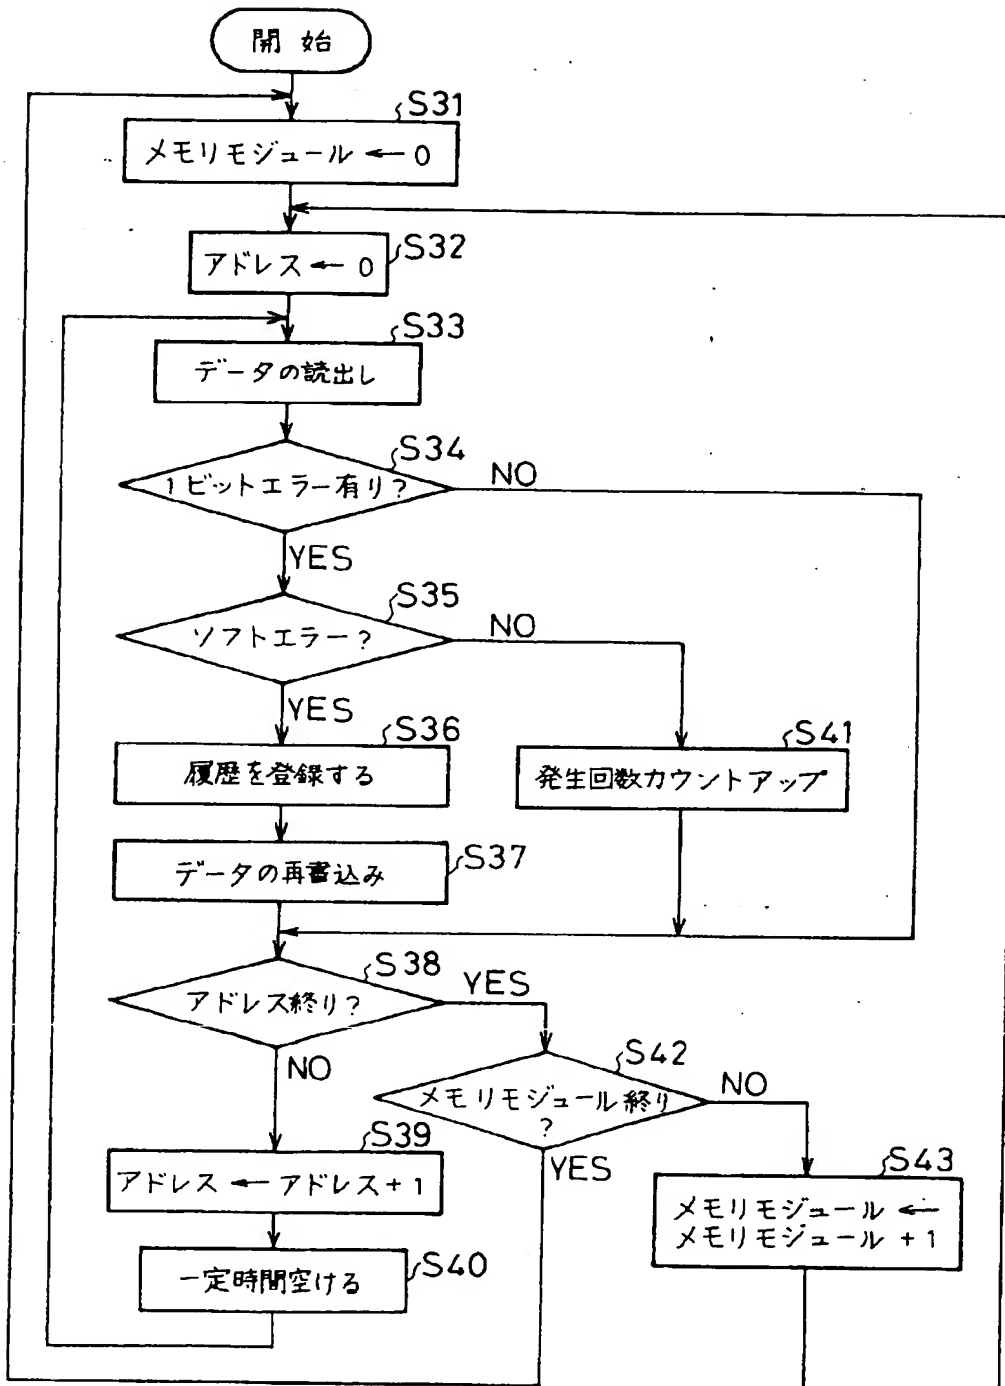 開始
S31
メモリモジュール ← 0
S32
アドレス ← 0
S33
データの読出し
S34
1ビットエラー有り?
NO
YES
S35
ソフトエラー?
NO
YES
S36
履歴を登録する
S41
発生回数カウントアップ
S37
データの再書込み
S38
アドレス終り?
YES
NO
S42
メモリモジュール終り
?
NO
YES
S39
アドレス ← アドレス+1
S43
メモリモジュール ←
メモリモジュール +1
S40
一定時間空ける